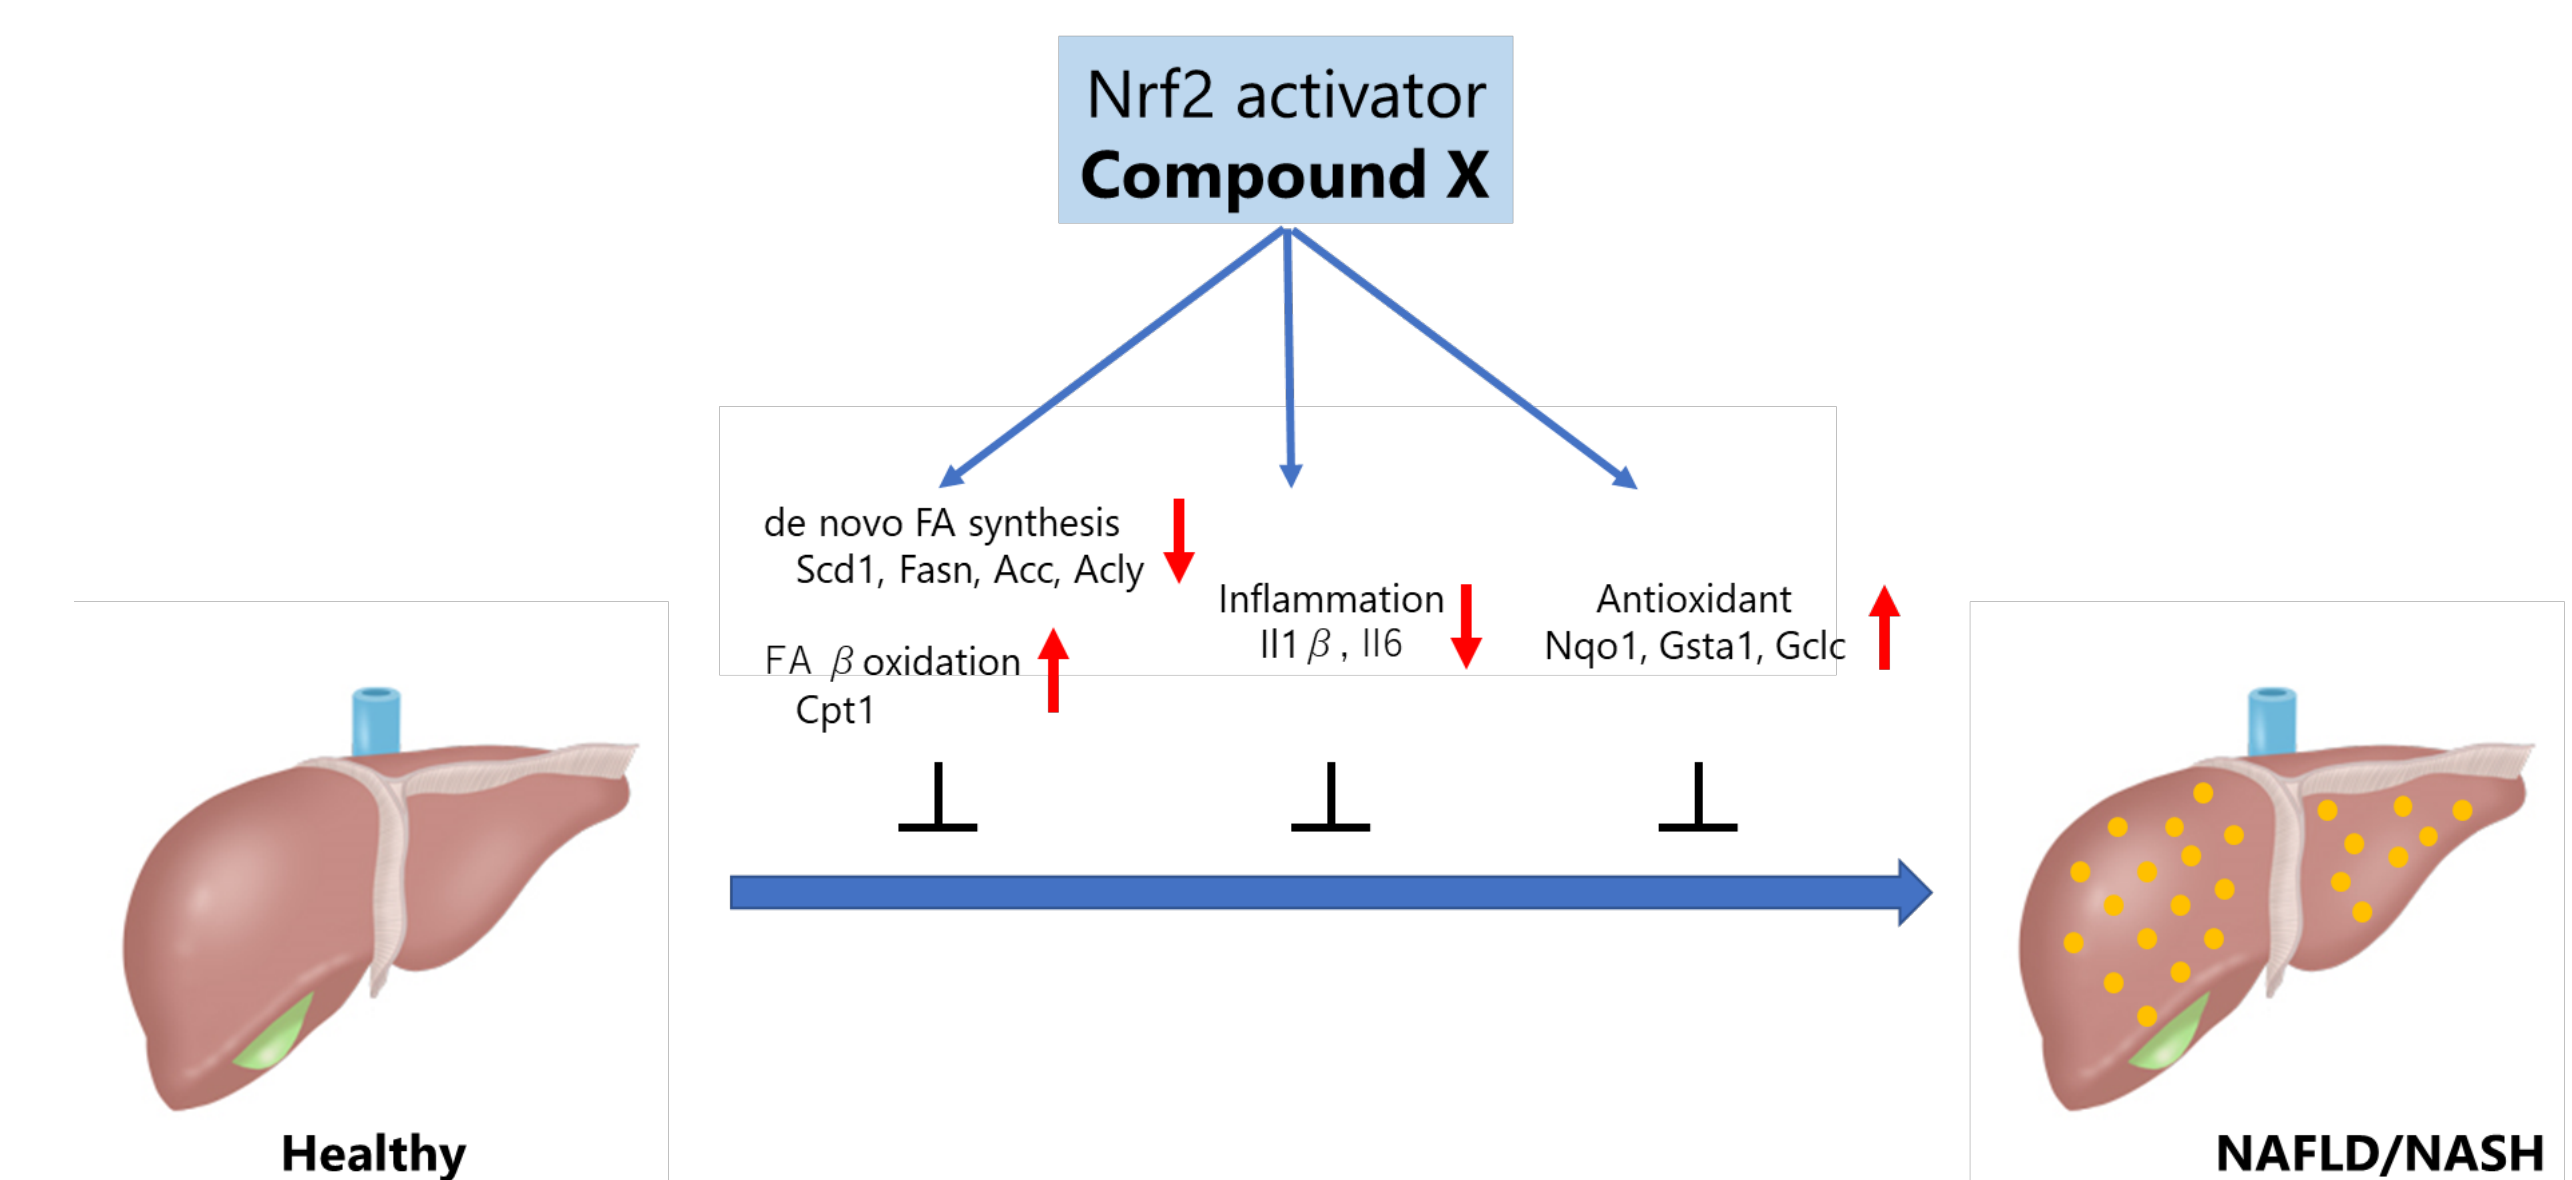 Nrf2 activator
Compound X
de novo FA synthesis
Scd1, Fasn, Acc, Acly
FA β oxidation
Cpt1
Inflammation
Il1β, Il6
Antioxidant
Nqo1, Gsta1, Gclc
Healthy
NAFLD/NASH